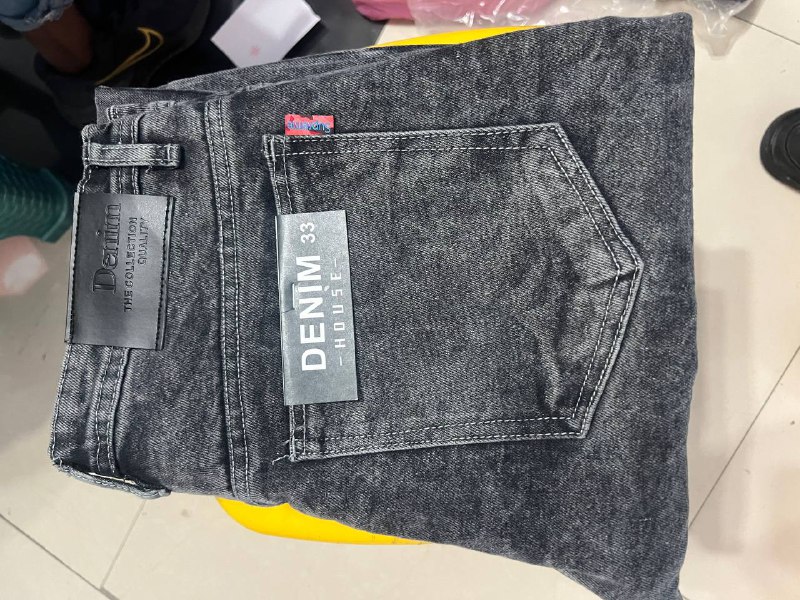 Denim
THE COLLECTION
QUALITY
DENIM 33
-HOUSE-